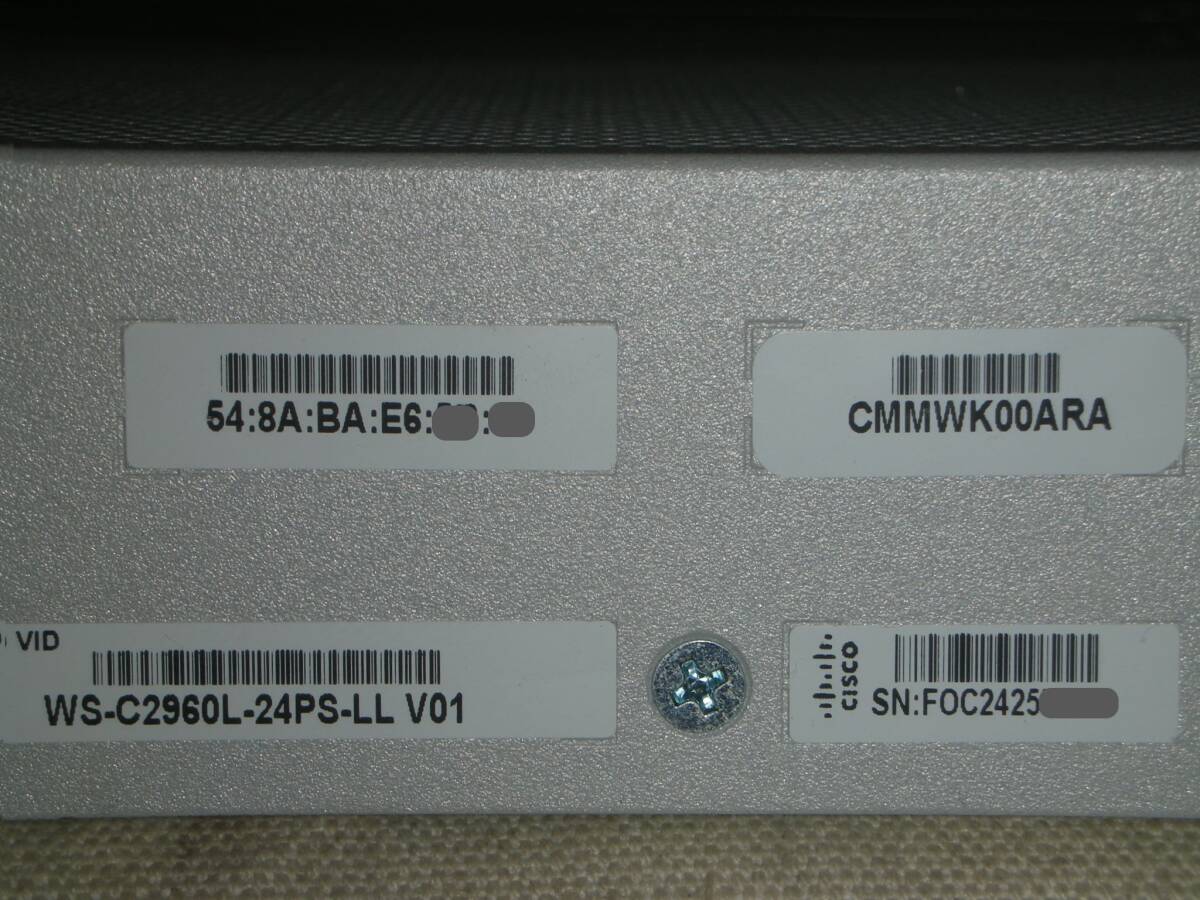 54:8A:BA:E6:
CMMWK00ARA
VID
WS-C2960L-24PS-LL V01
CISCO
SN:FOC2425